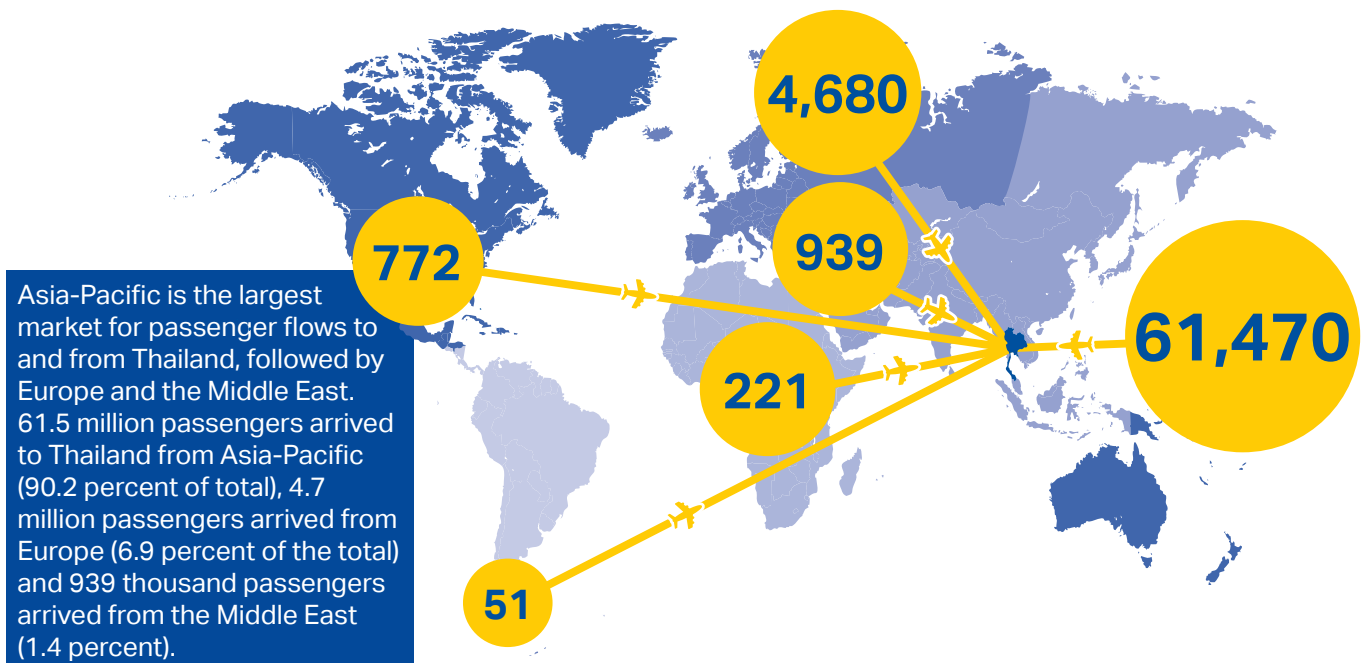 4,680
939
772
61,470
221
51
Asia-Pacific is the largest
market for passenger flows to
and from Thailand, followed by
Europe and the Middle East.
61.5 million passengers arrived
to Thailand from Asia-Pacific
(90.2 percent of total), 4.7
million passengers arrived from
Europe (6.9 percent of the total)
and 939 thousand passengers
arrived from the Middle East
(1.4 percent).